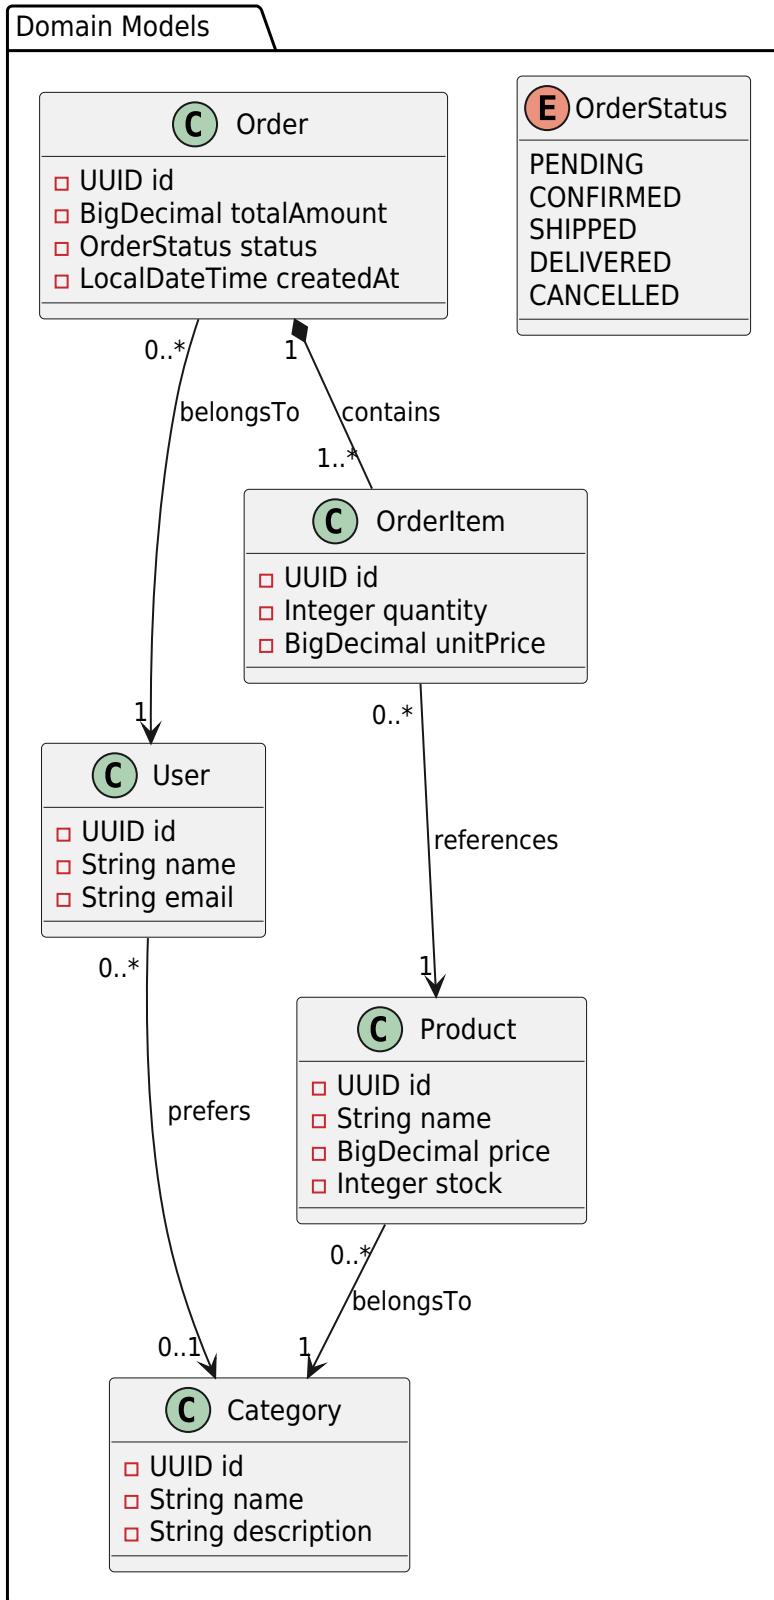 Domain Models
C Order
UUID id
BigDecimal totalAmount
OrderStatus status
LocalDateTime createdAt
E OrderStatus
PENDING
CONFIRMED
SHIPPED
DELIVERED
CANCELLED
0..*
1
belongsTo
contains
1..*
C OrderItem
UUID id
Integer quantity
BigDecimal unitPrice
0..*
1
C User
UUID id
String name
String email
references
0..*
1
C Product
UUID id
String name
BigDecimal price
Integer stock
prefers
0..*
belongsTo
0..1
1
C Category
UUID id
String name
String description